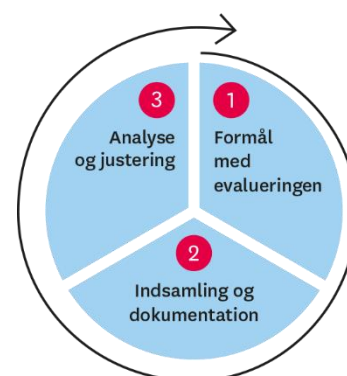 1
Formål
med
evalueringen
2
Indsamling og
dokumentation
3
Analyse
og justering